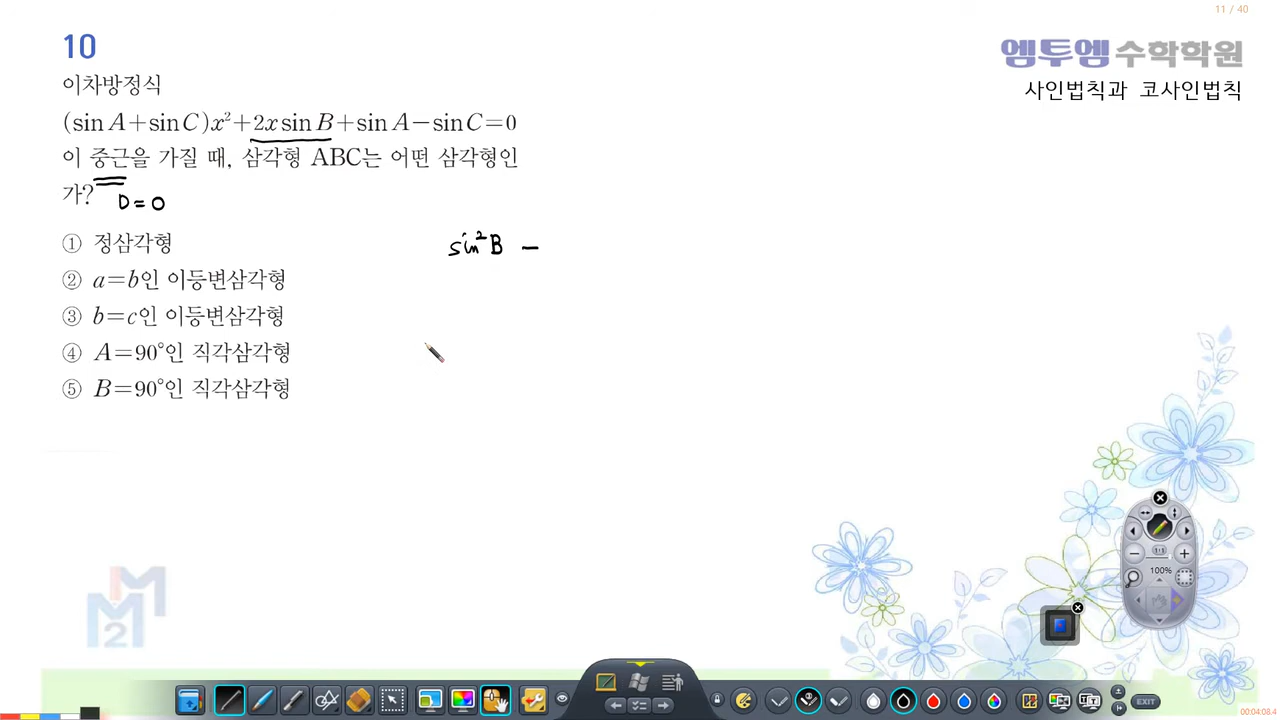 11 / 40
10
엠투엠수학학원
사인법칙과 코사인법칙
이차방정식
(sin A+sin C)x²+2x sin B+sin A−sin C=0
이 중근을 가질 때, 삼각형 ABC는 어떤 삼각형인
가?
D=0
sin²B −
① 정삼각형
② a=b인 이등변삼각형
③ b=c인 이등변삼각형
④ A=90°인 직각삼각형
⑤ B=90°인 직각삼각형
100%
M2M
EXIT
00:04:08.4